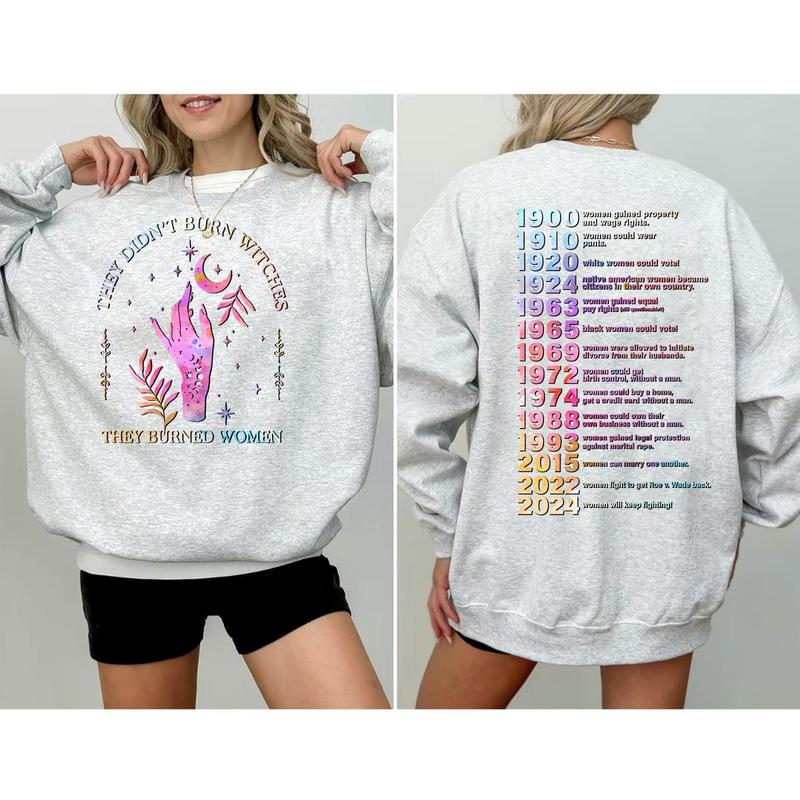 THEY DIDN'T BURN WITCHES
THEY BURNED WOMEN
1900 women gained property
and wage rights.
1910 women could wear
pants.
1920 white women could vote!
1924 native american women became
citizens in their own country.
1963 women gained equal
pay rights (still questionable!)
1965 black women could vote!
1969 women were allowed to initiate
divorce from their husbands.
1972 women could get
birth control, without a man.
1974 women could buy a home,
get a credit card without a man.
1988 women could own their
own business without a man.
1993 women gained legal protection
against marital rape.
2015 women can marry one another.
2022 women fight to get Roe v. Wade back.
2024 women will keep fighting!